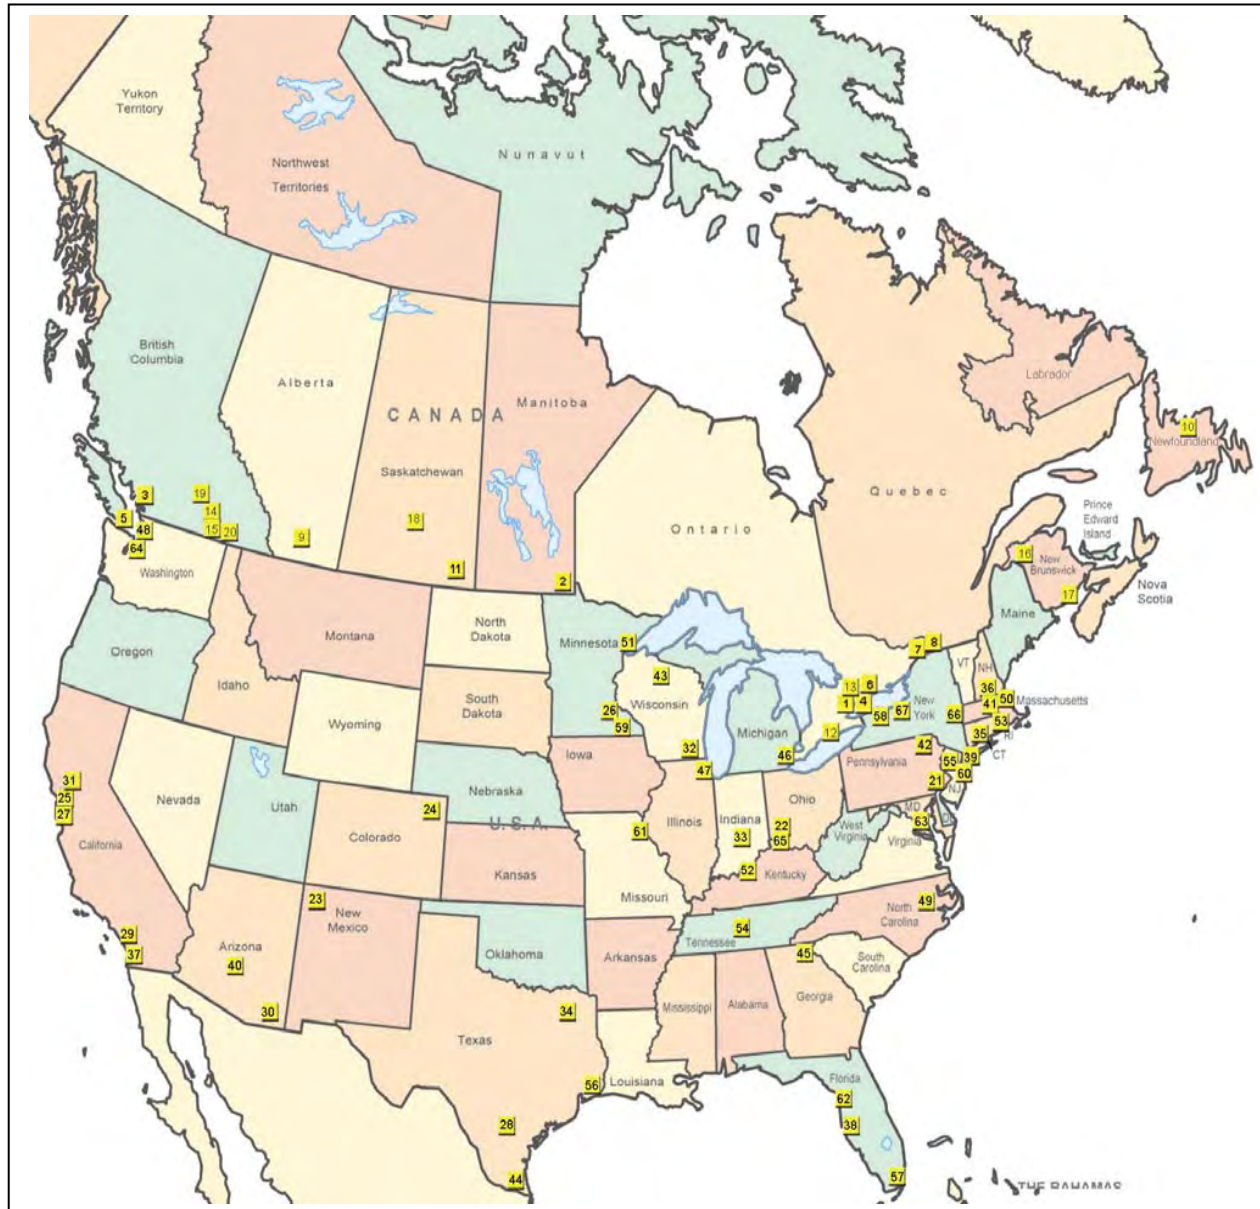 Yukon
Territory
Northwest
Territories
Nunavut
British
Columbia
Alberta
CANADA
Manitoba
Saskatchewan
Labrador
10
Newfoundland
Quebec
Ontario
Prince
Edward
Island
Nova
Scotia
New
Brunswick
16
17
3
19
14
5
48
15
20
64
9
18
11
2
Washington
Montana
North
Dakota
Minnesota
51
Maine
8
7
VT
NH
Oregon
Idaho
South
Dakota
43
Wisconsin
26
59
13
6
1
4
58
67
12
New
York
66
36
50
Massachusetts
41
53
35
RI
CT
Wyoming
Michigan
46
32
47
42
Pennsylvania
55
39
60
21
NJ
31
25
27
Nevada
Utah
Nebraska
Iowa
24
Colorado
U.S.A.
61
Illinois
Indiana
33
Ohio
22
65
West
Virginia
MD
63
DE
Virginia
California
Kansas
Missouri
52
Kentucky
23
New
Mexico
49
North
Carolina
54
Tennessee
29
37
Arizona
40
30
Oklahoma
Arkansas
45
South
Carolina
Mississippi
Alabama
Georgia
34
Texas
56
Louisiana
Florida
62
38
28
44
57
THE BAHAMAS